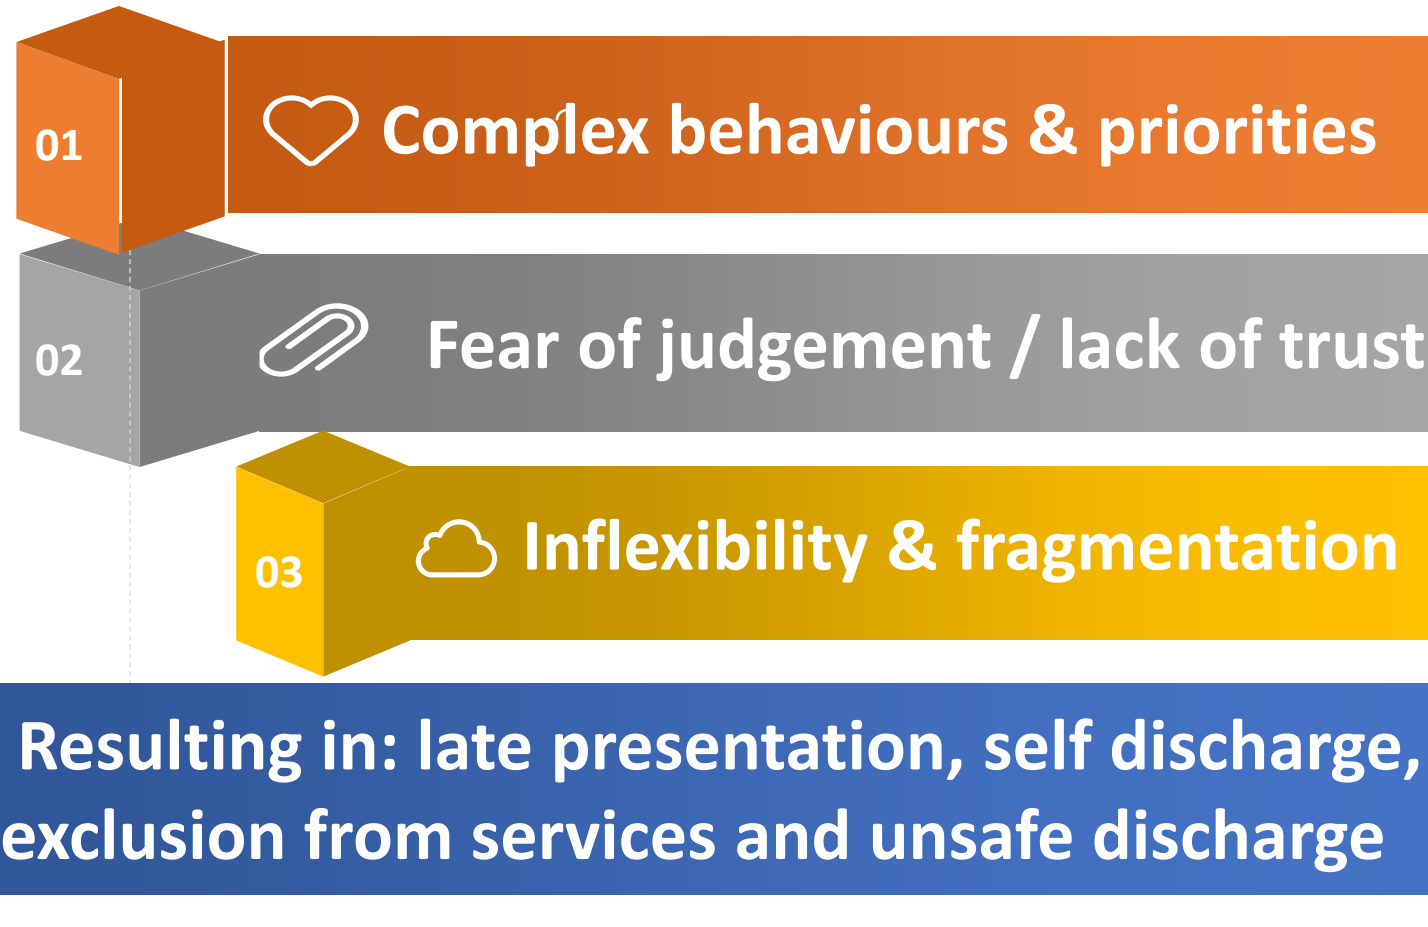 01
Complex behaviours & priorities
02
Fear of judgement / lack of trust
03
Inflexibility & fragmentation
Resulting in: late presentation, self discharge,
exclusion from services and unsafe discharge